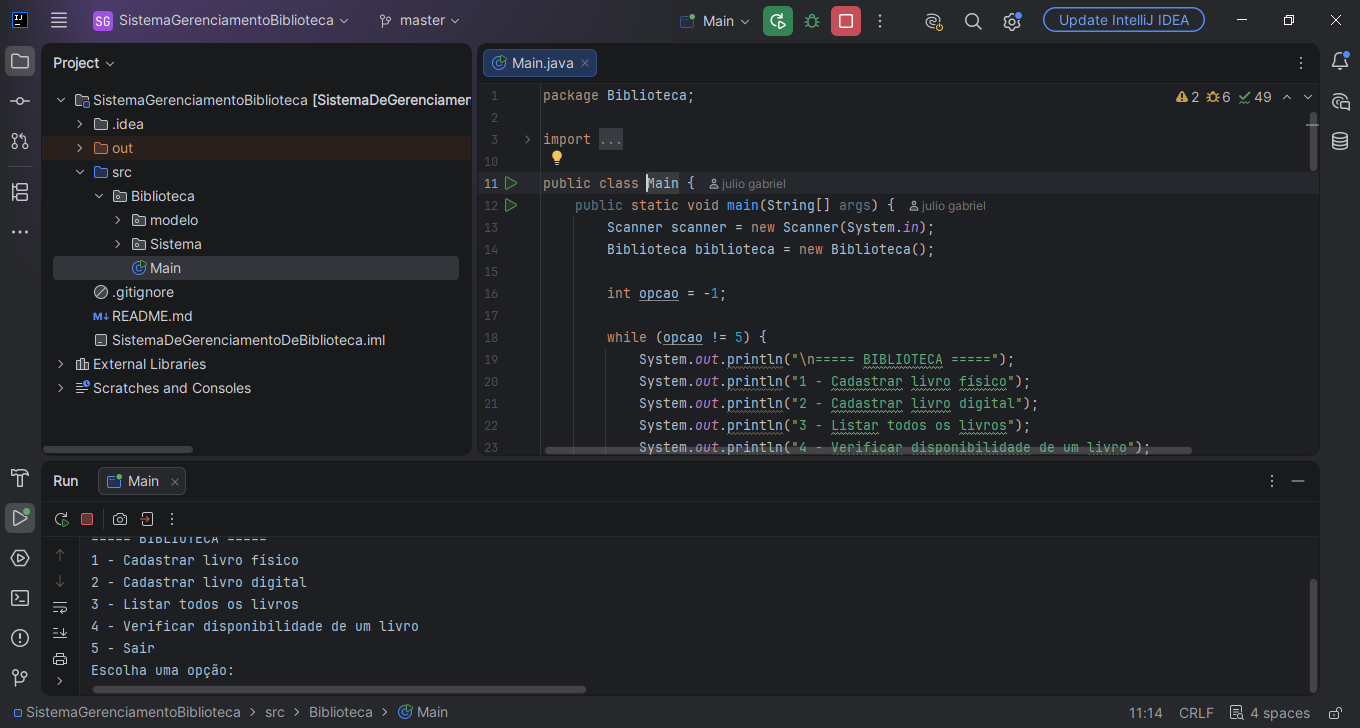 SG SistemaGerenciamentoBiblioteca master Main Update IntelliJ IDEA
Project
SistemaGerenciamentoBiblioteca [SistemaDeGerenciamen
.idea
out
src
Biblioteca
modelo
Sistema
Main
.gitignore
M↓ README.md
SistemaDeGerenciamentoDeBiblioteca.iml
External Libraries
Scratches and Consoles
Main.java
2 6 49
1 package Biblioteca;
2
3 import ...
10
11 public class Main { julio gabriel
12 public static void main(String[] args) { julio gabriel
13 Scanner scanner = new Scanner(System.in);
14 Biblioteca biblioteca = new Biblioteca();
15
16 int opcao = -1;
17
18 while (opcao != 5) {
19 System.out.println("\n===== BIBLIOTECA =====");
20 System.out.println("1 - Cadastrar livro físico");
21 System.out.println("2 - Cadastrar livro digital");
22 System.out.println("3 - Listar todos os livros");
23 System.out.println("4 - Verificar disponibilidade de um livro");
Run Main
===== BIBLIOTECA =====
1 - Cadastrar livro físico
2 - Cadastrar livro digital
3 - Listar todos os livros
4 - Verificar disponibilidade de um livro
5 - Sair
Escolha uma opção:
SistemaGerenciamentoBiblioteca > src > Biblioteca > Main 11:14 CRLF 4 spaces